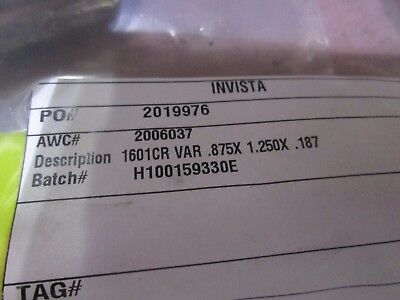 INVISTA
PO# 2019976
AWC# 2006037
Description 1601CR VAR .875X 1.250X .187
Batch# H100159330E
TAG#